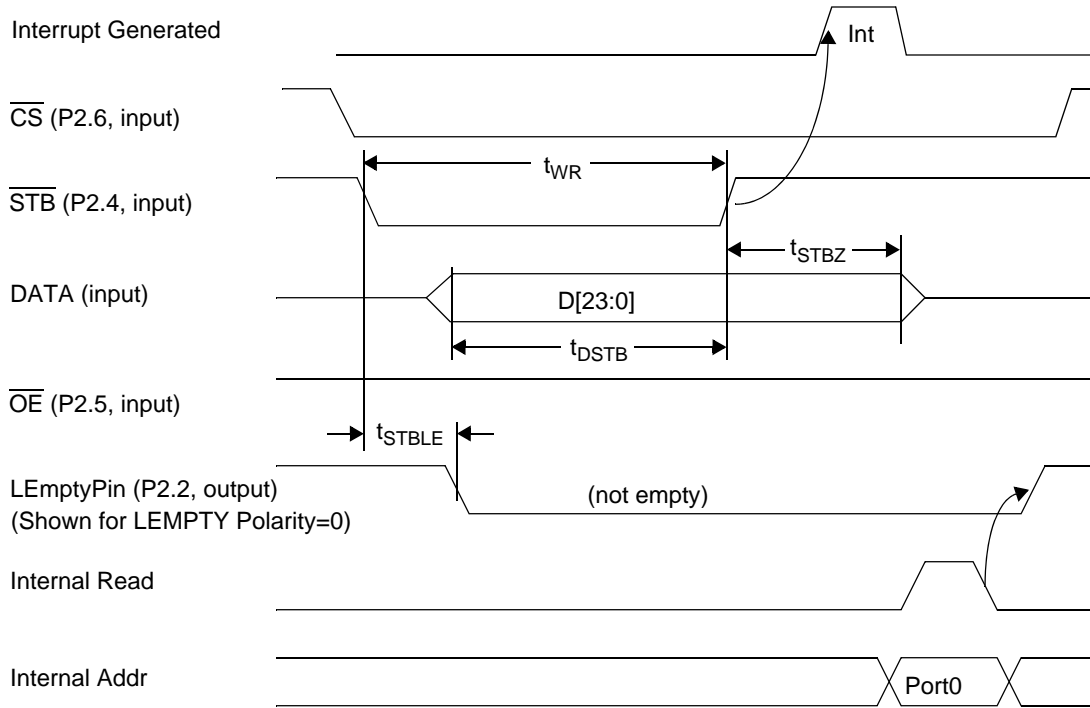 Interrupt Generated
Int
CS (P2.6, input)
tWR
STB (P2.4, input)
tSTBZ
DATA (input)
D[23:0]
tDSTB
OE (P2.5, input)
tSTBLE
LEmptyPin (P2.2, output)
(not empty)
(Shown for LEMPTY Polarity=0)
Internal Read
Internal Addr
Port0